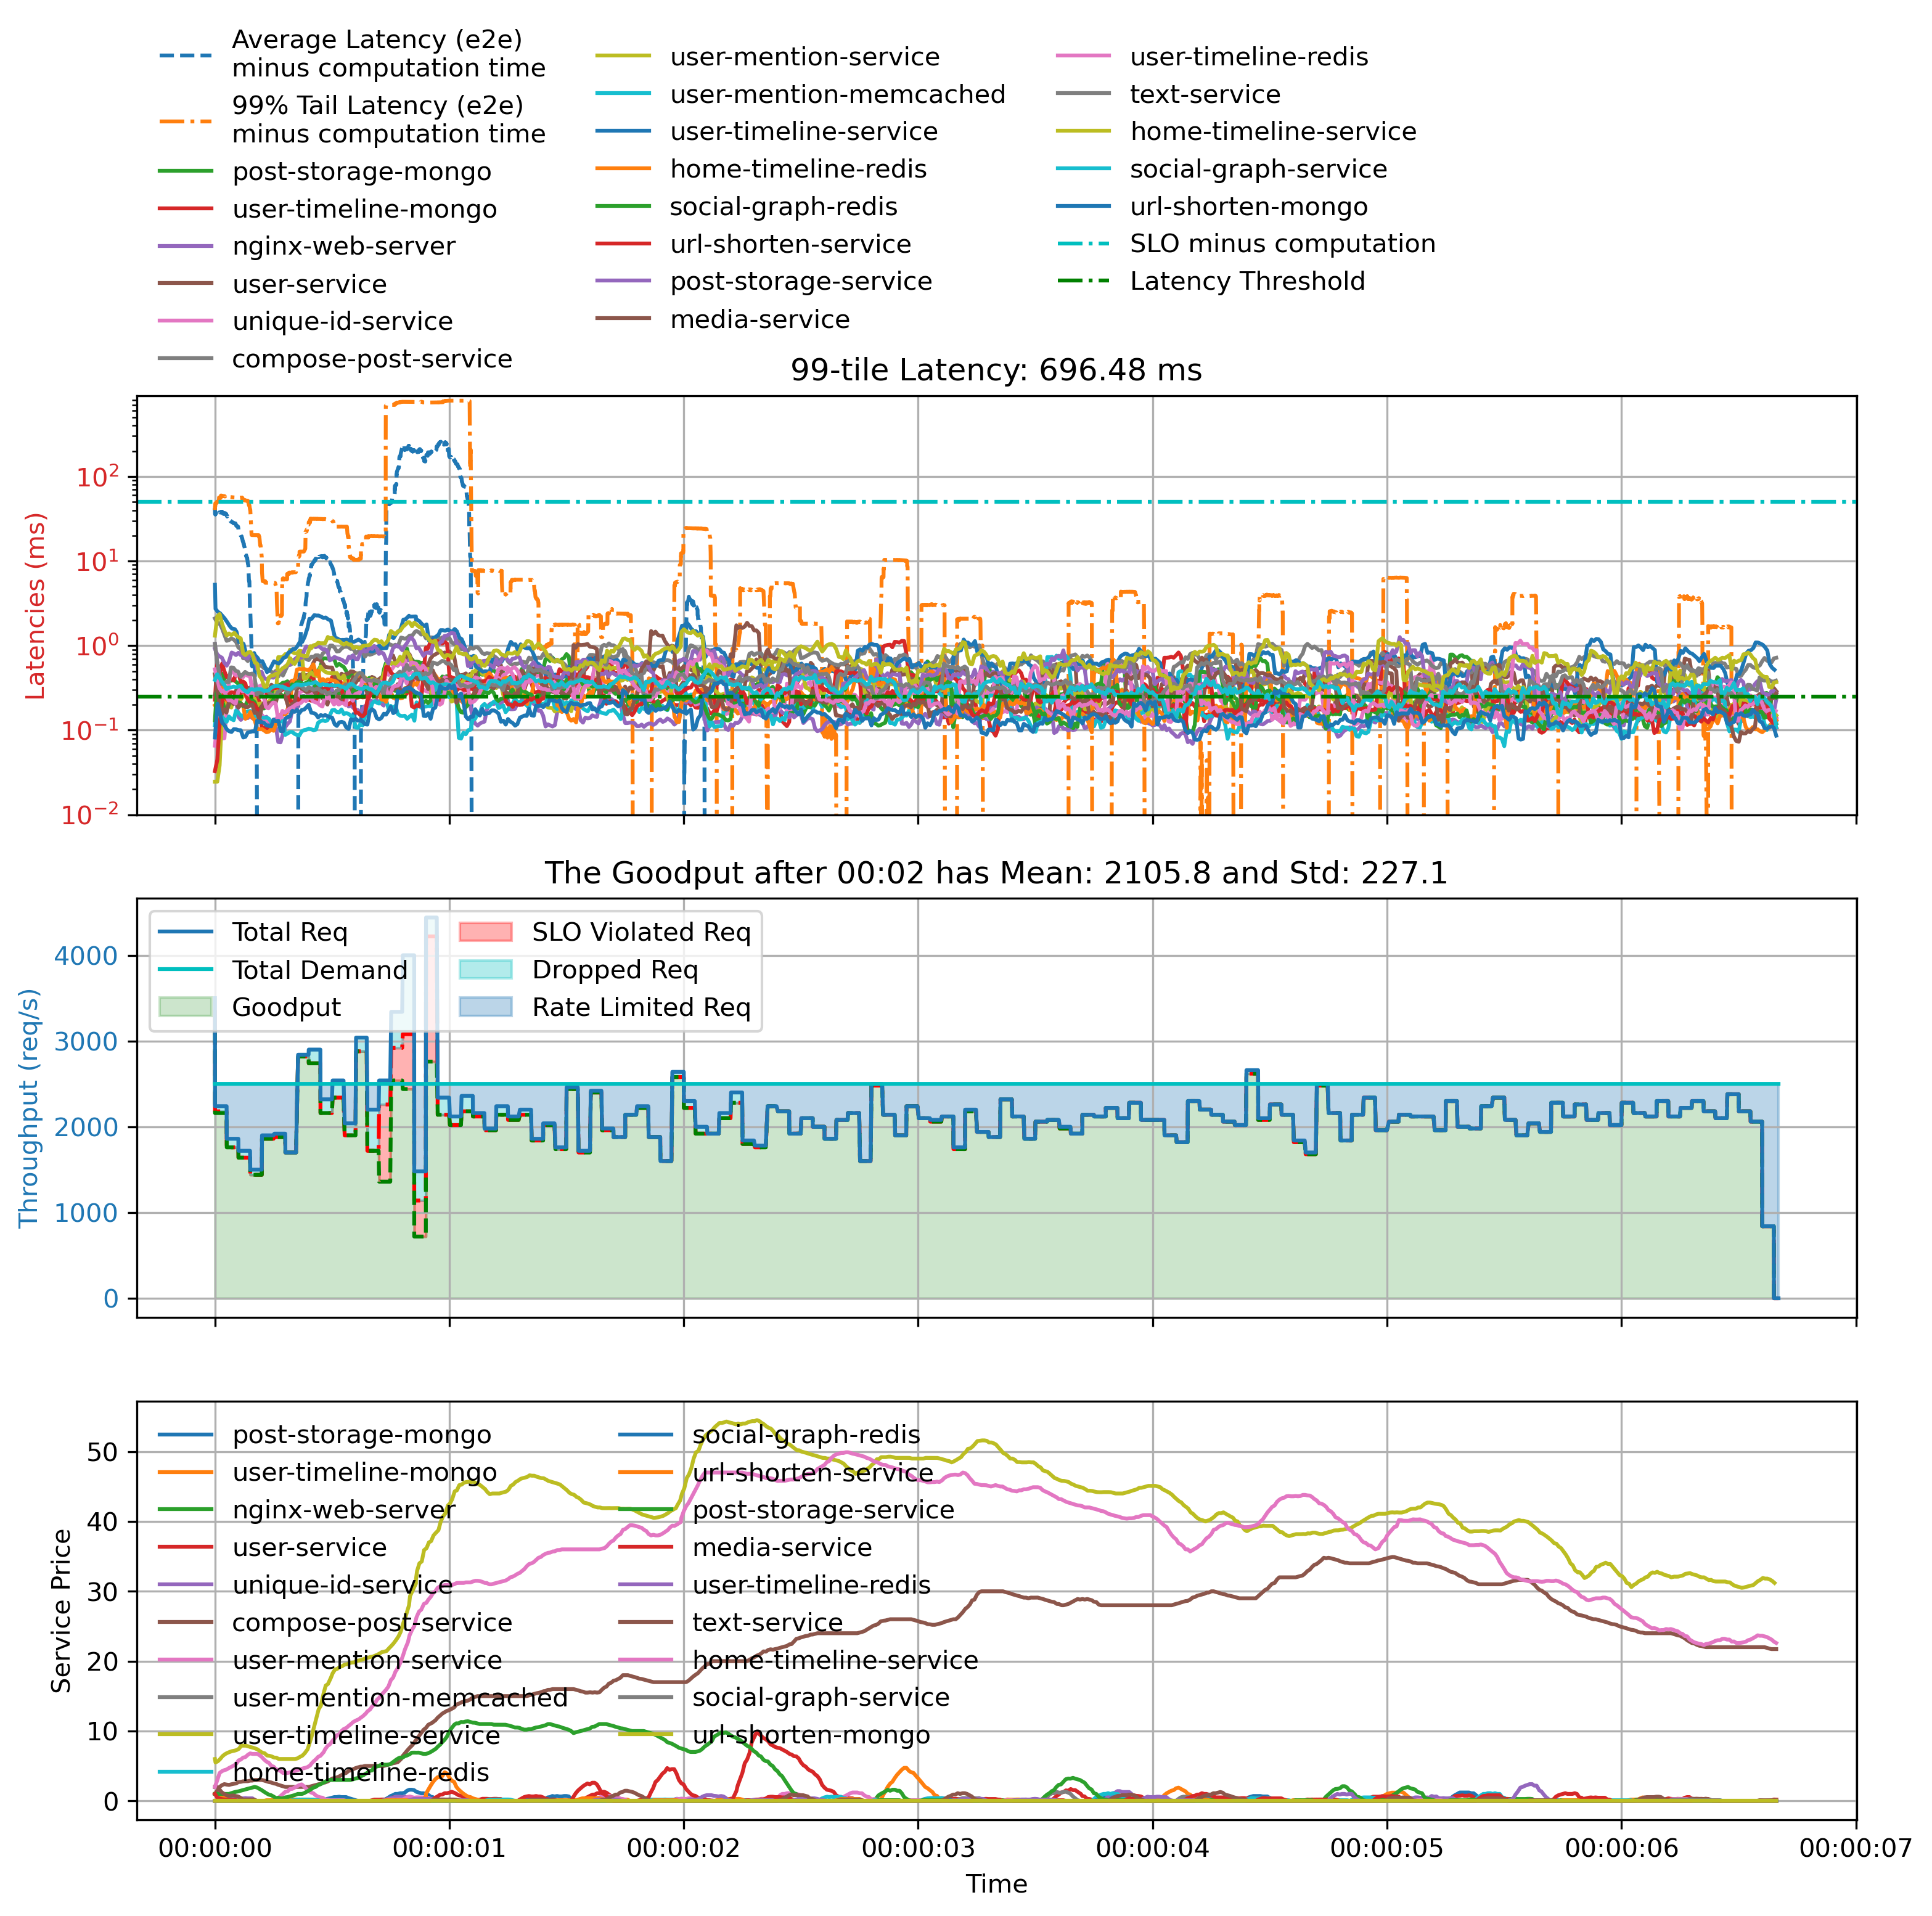 Average Latency (e2e)
minus computation time
99% Tail Latency (e2e)
minus computation time
post-storage-mongo
user-timeline-mongo
nginx-web-server
user-service
unique-id-service
compose-post-service
user-mention-service
user-mention-memcached
user-timeline-service
home-timeline-redis
social-graph-redis
url-shorten-service
post-storage-service
media-service
user-timeline-redis
text-service
home-timeline-service
social-graph-service
url-shorten-mongo
SLO minus computation
Latency Threshold
99-tile Latency: 696.48 ms
Latencies (ms)
10²
10¹
10⁰
10⁻¹
10⁻²
The Goodput after 00:02 has Mean: 2105.8 and Std: 227.1
Throughput (req/s)
4000
3000
2000
1000
0
Total Req
Total Demand
Goodput
SLO Violated Req
Dropped Req
Rate Limited Req
Service Price
50
40
30
20
10
0
post-storage-mongo
user-timeline-mongo
nginx-web-server
user-service
unique-id-service
compose-post-service
user-mention-service
user-mention-memcached
user-timeline-service
home-timeline-redis
social-graph-redis
url-shorten-service
post-storage-service
media-service
user-timeline-redis
text-service
home-timeline-service
social-graph-service
url-shorten-mongo
00:00:00
00:00:01
00:00:02
00:00:03
00:00:04
00:00:05
00:00:06
00:00:07
Time